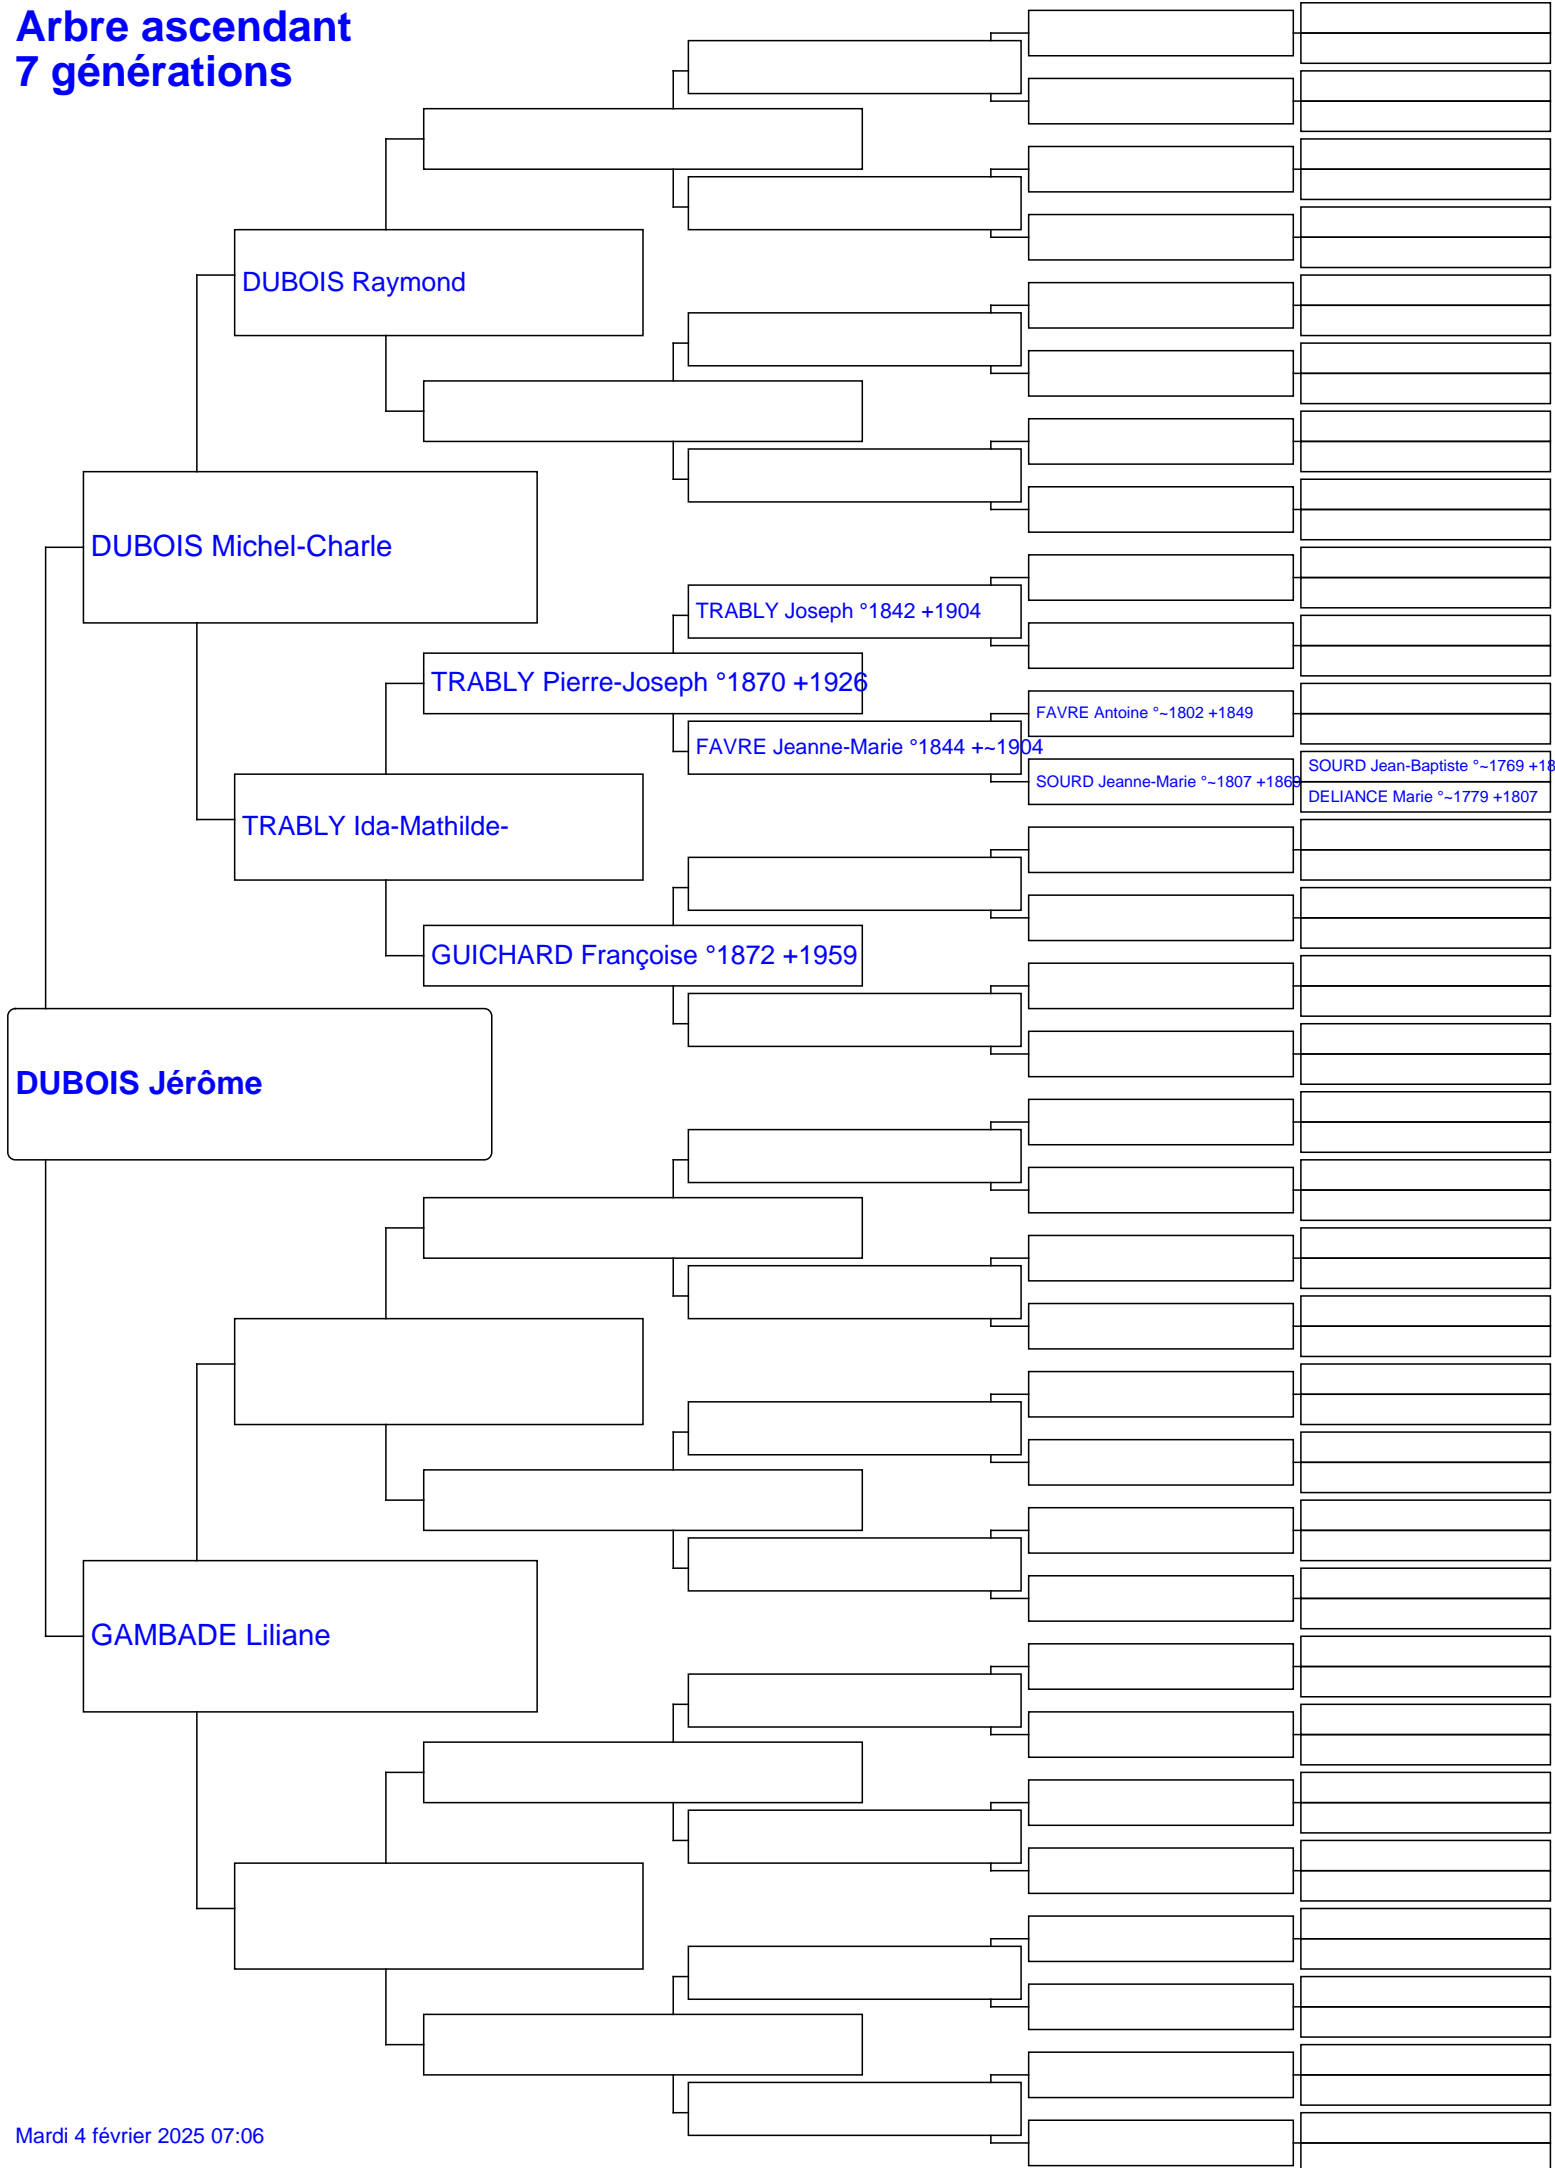 Arbre ascendant
7 générations
DUBOIS Raymond
DUBOIS Michel-Charle
TRABLY Joseph °1842 +1904
TRABLY Pierre-Joseph °1870 +1926
FAVRE Antoine °~1802 +1849
FAVRE Jeanne-Marie °1844 +~1904
SOURD Jean-Baptiste °~1769 +18
SOURD Jeanne-Marie °~1807 +1869
DELIANCE Marie °~1779 +1807
TRABLY Ida-Mathilde-
GUICHARD Françoise °1872 +1959
DUBOIS Jérôme
GAMBADE Liliane
Mardi 4 février 2025 07:06